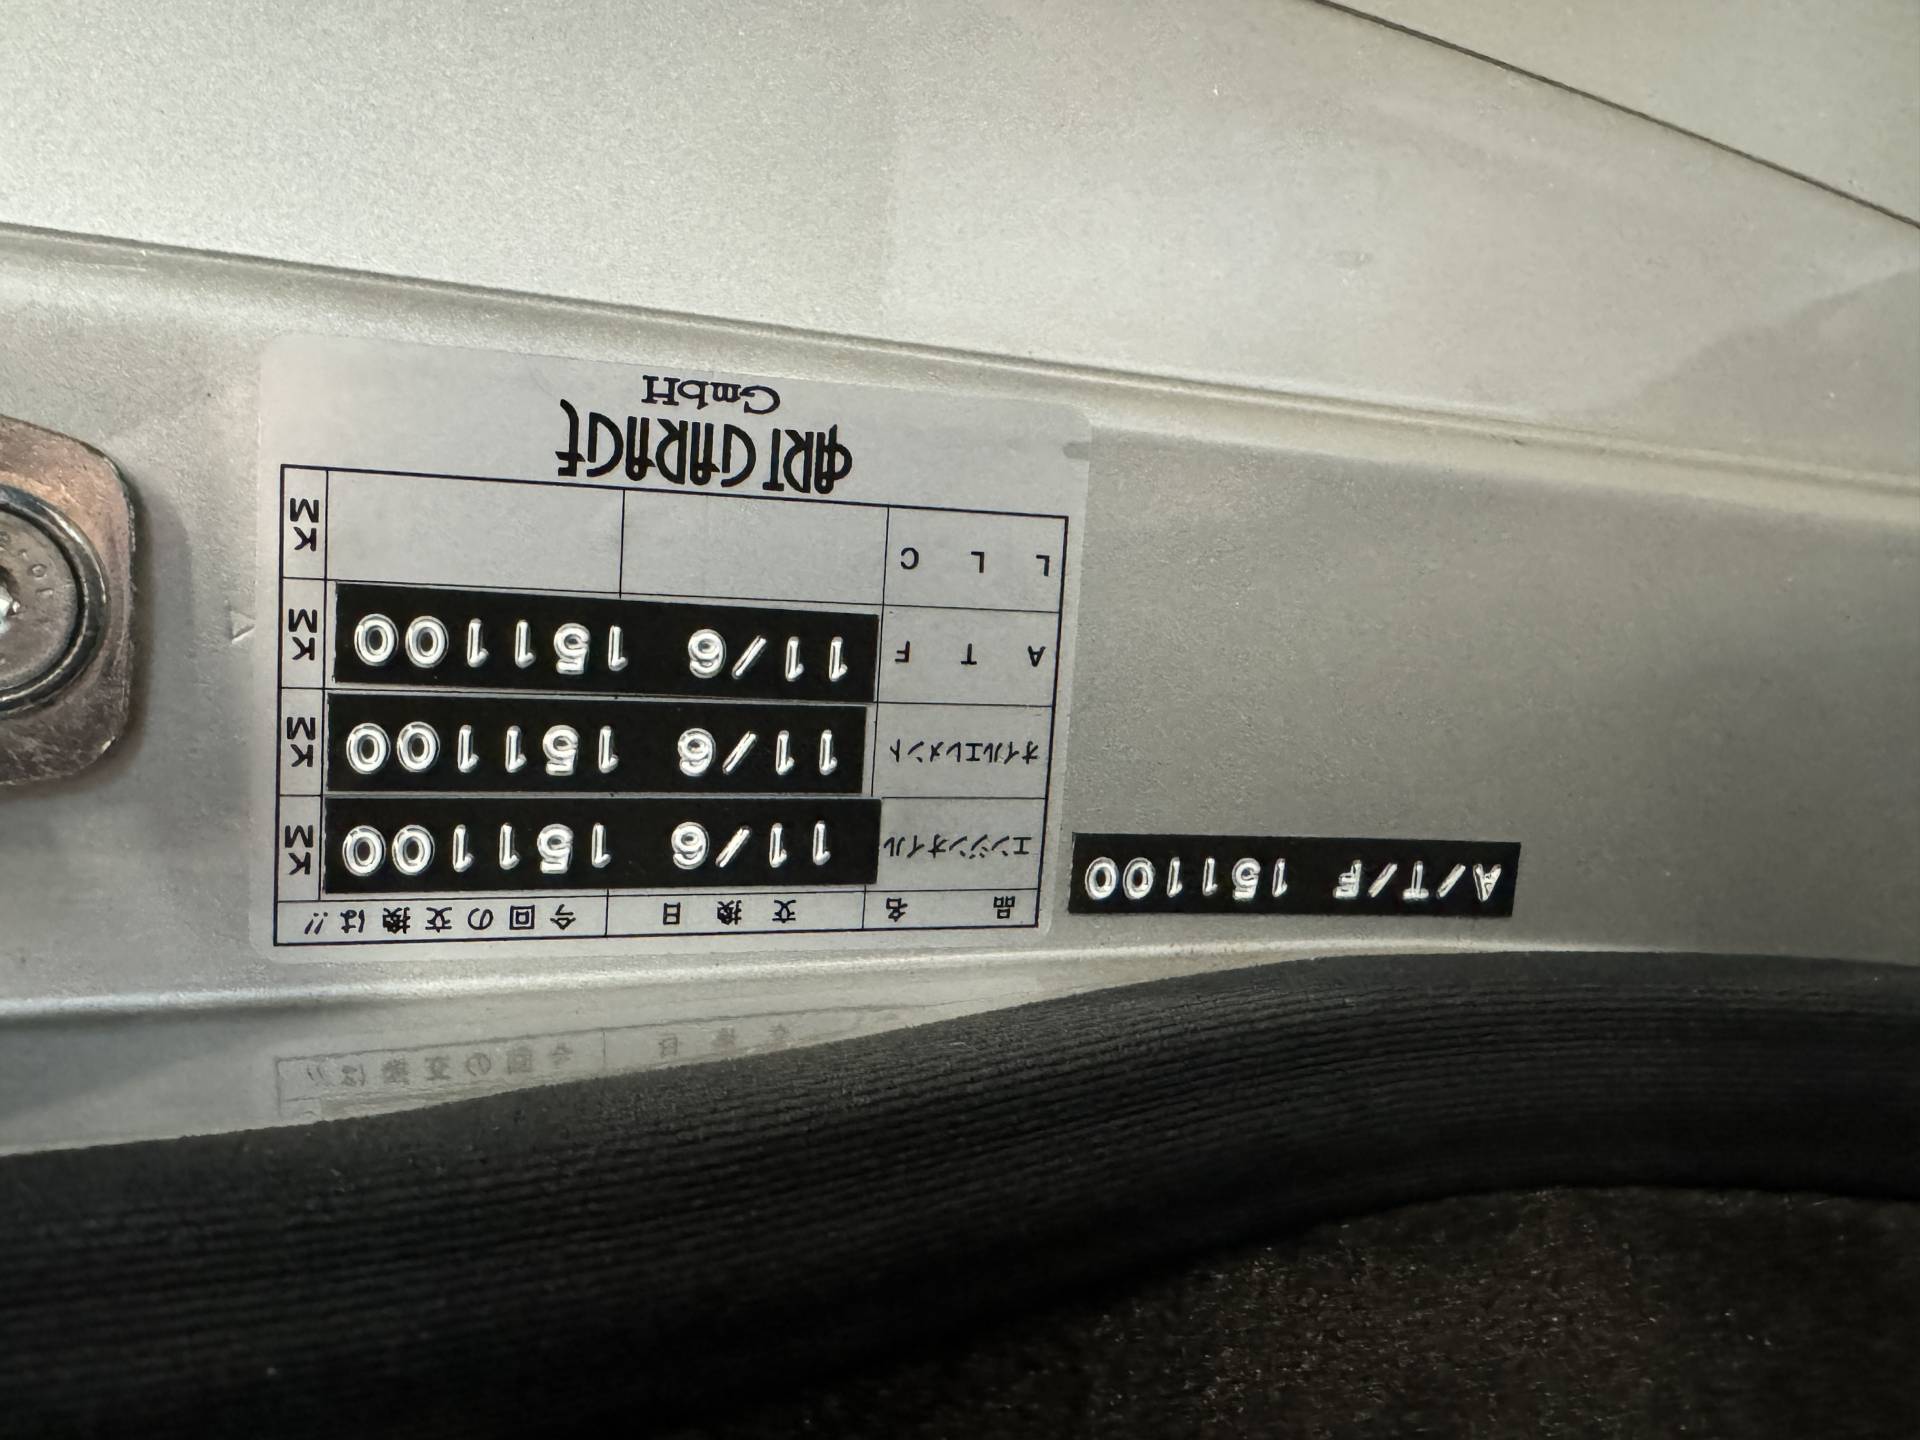 品名 交換日 今回の交換は!!
エンジンオイル 11/6 151100 KM
オイルエレメント 11/6 151100 KM
A T F 11/6 151100 KM
L L C KM
ART GARAGE
GmbH
A/T/F 151100